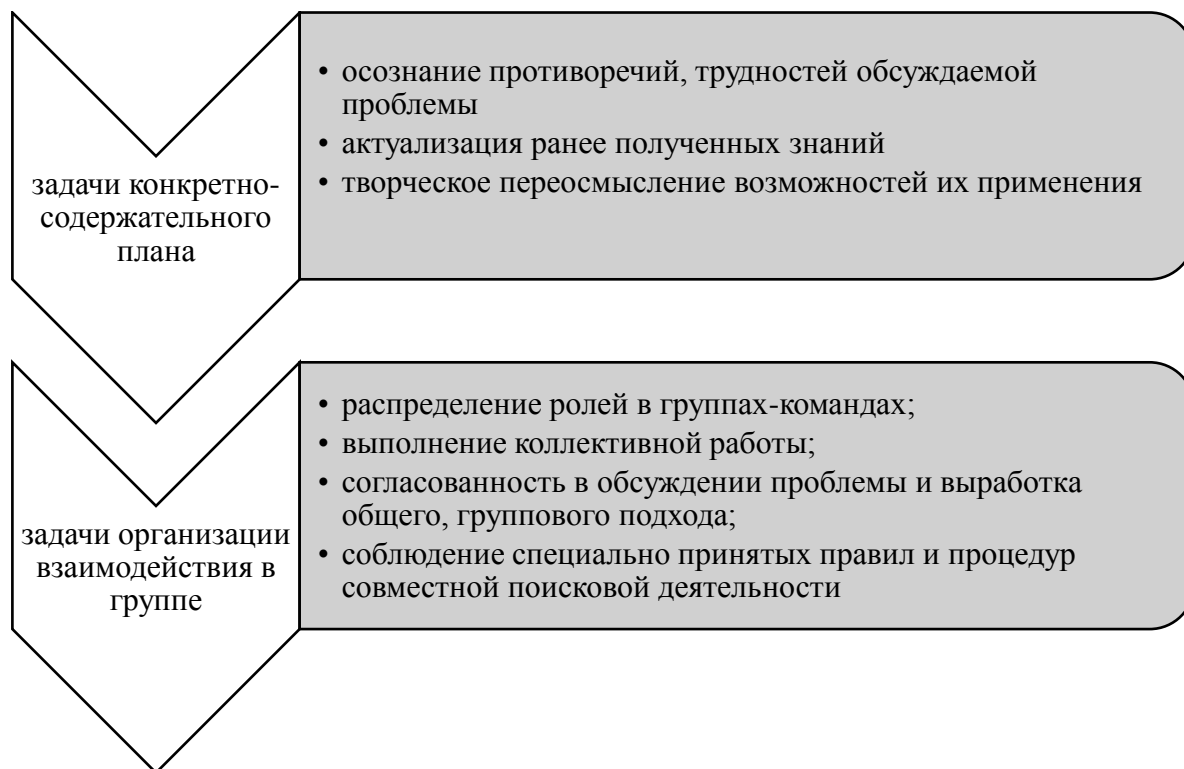 задачи конкретно-
содержательного
плана
• осознание противоречий, трудностей обсуждаемой
проблемы
• актуализация ранее полученных знаний
• творческое переосмысление возможностей их применения
задачи организации
взаимодействия в
группе
• распределение ролей в группах-командах;
• выполнение коллективной работы;
• согласованность в обсуждении проблемы и выработка
общего, группового подхода;
• соблюдение специально принятых правил и процедур
совместной поисковой деятельности